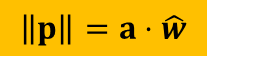 ‖𝐩‖ = 𝐚 · 𝒘̂